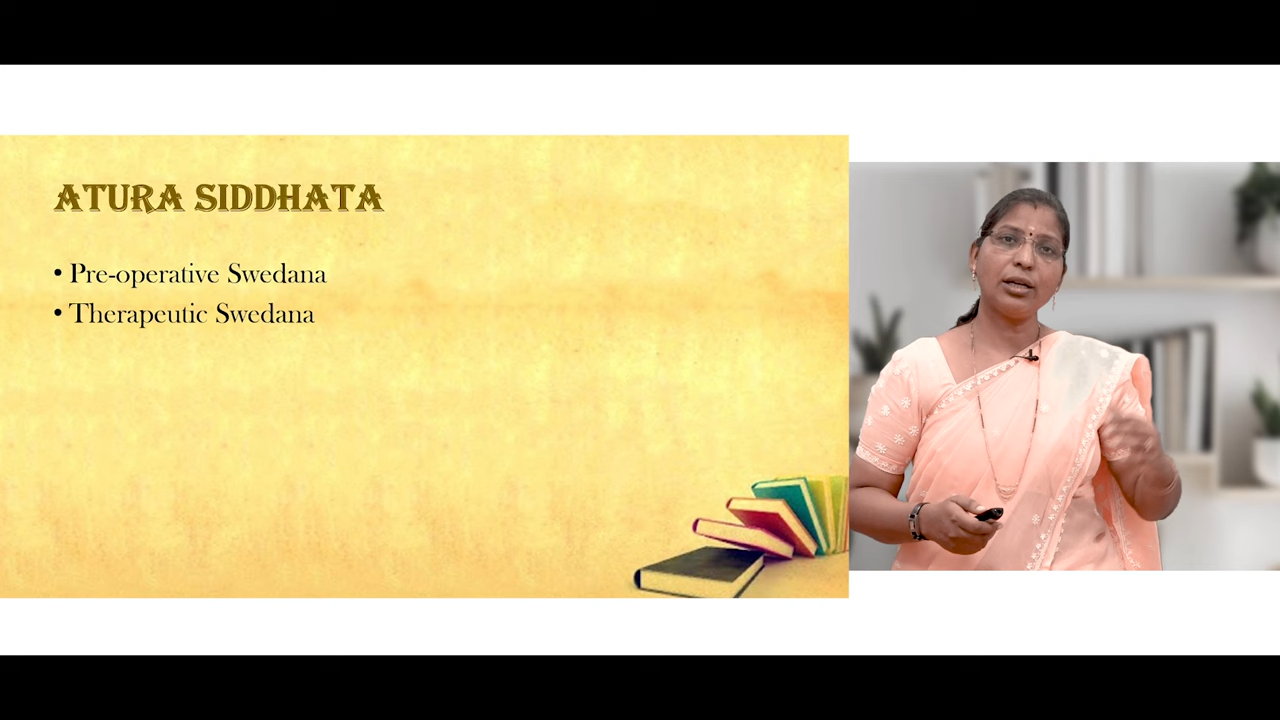 ATURA SIDDHATA
• Pre-operative Swedana
• Therapeutic Swedana